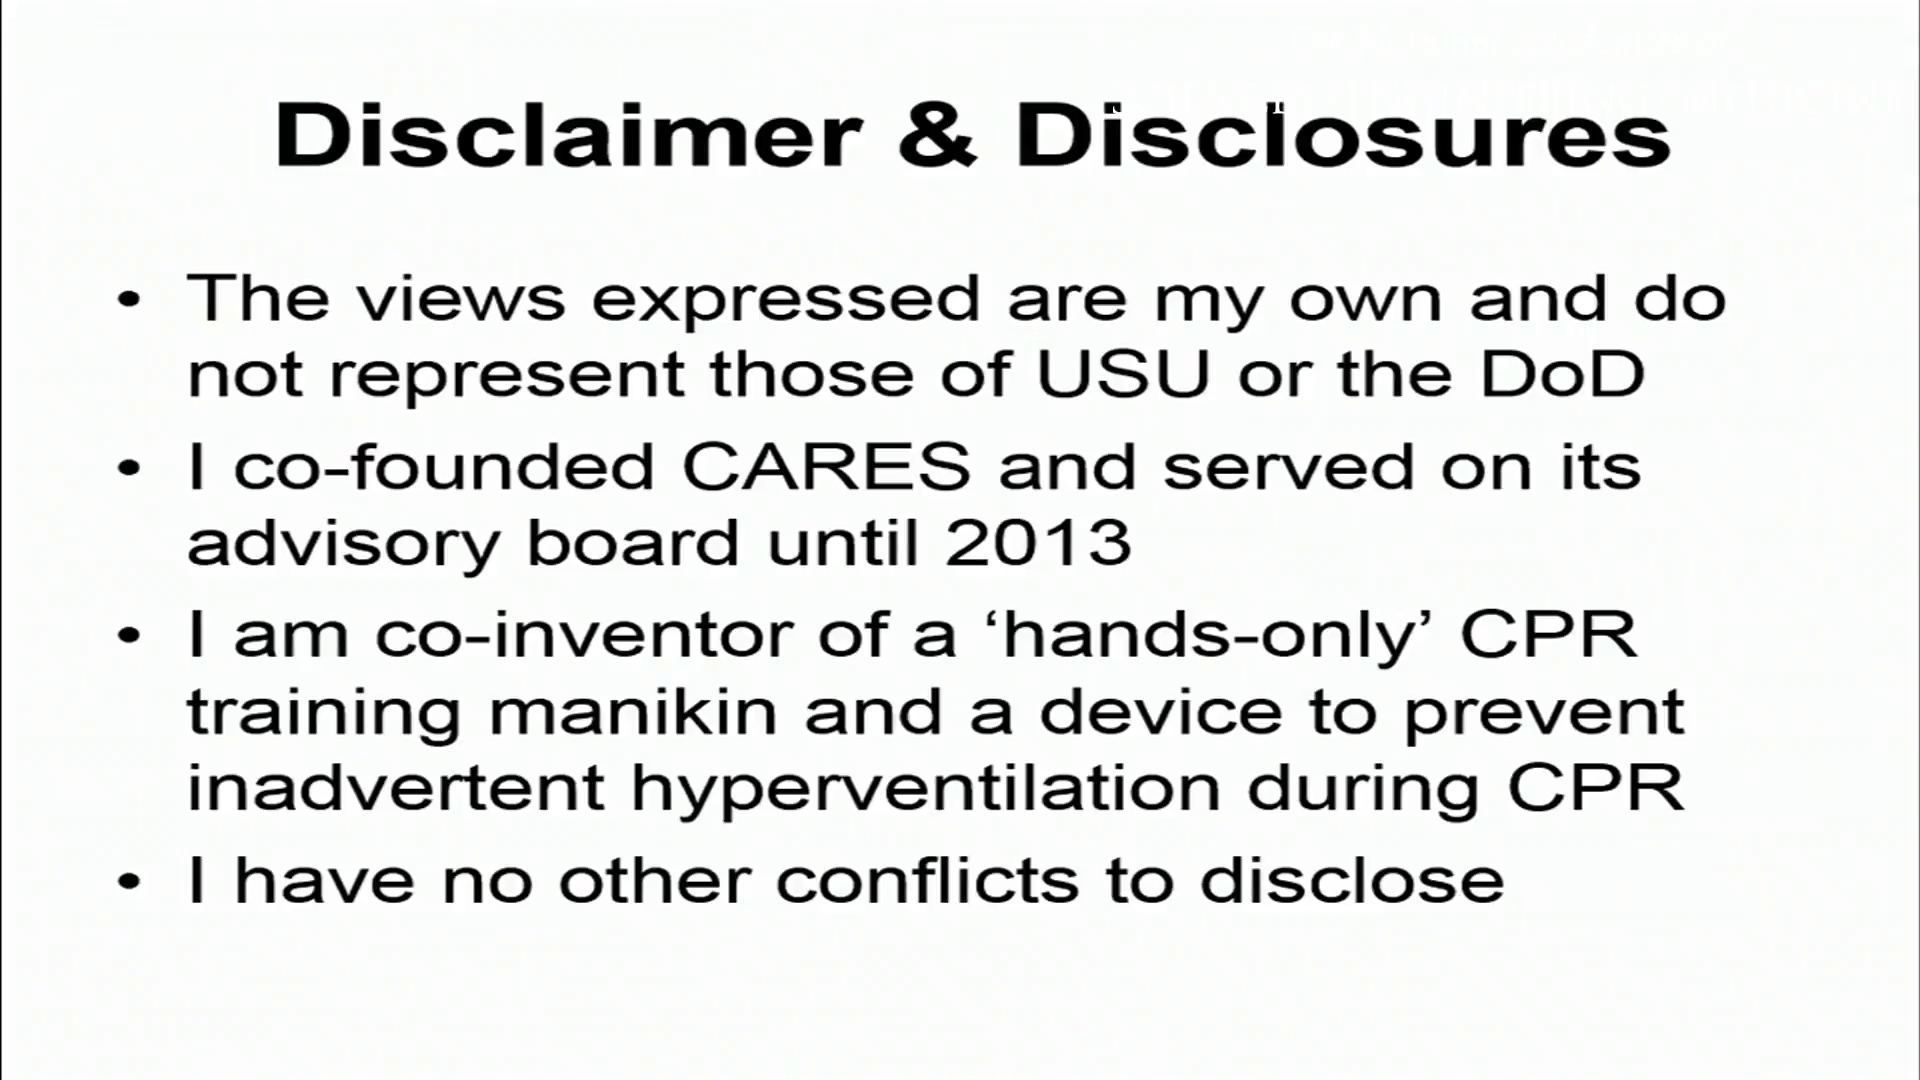 Disclaimer & Disclosures
• The views expressed are my own and do
not represent those of USU or the DoD
• I co-founded CARES and served on its
advisory board until 2013
• I am co-inventor of a ‘hands-only’ CPR
training manikin and a device to prevent
inadvertent hyperventilation during CPR
• I have no other conflicts to disclose